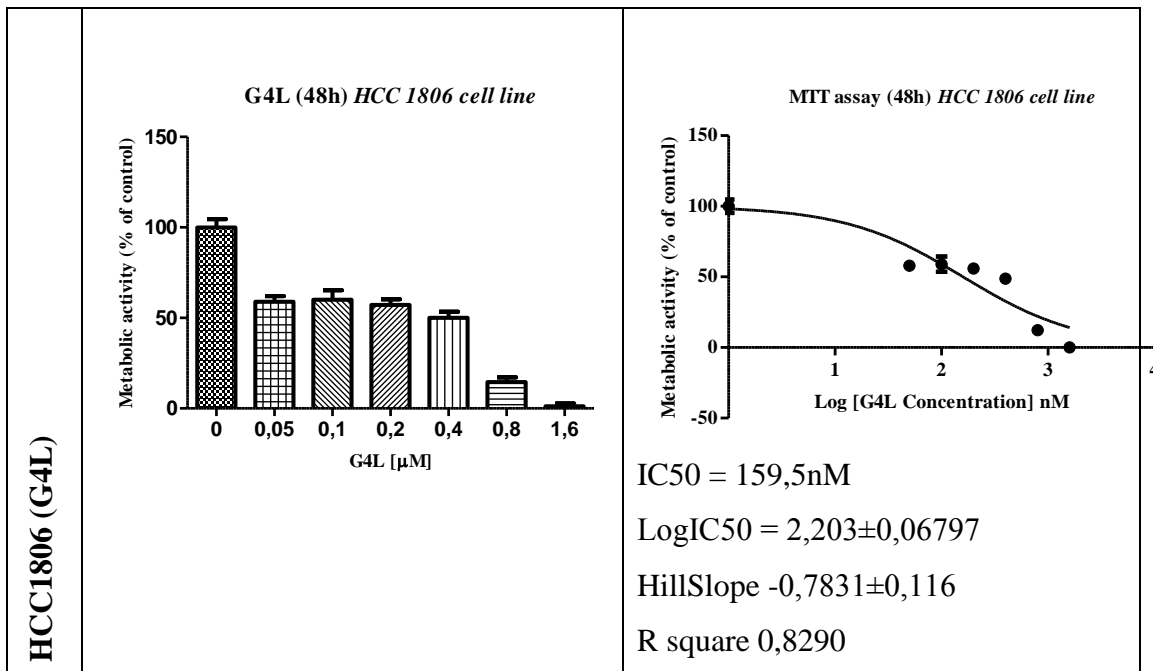 HCC1806 (G4L)
G4L (48h) HCC 1806 cell line
Metabolic activity (% of control)
150
100
50
0
0 0,05 0,1 0,2 0,4 0,8 1,6
G4L [µM]
MTT assay (48h) HCC 1806 cell line
Metabolic activity (% of control)
150
100
50
0
-50
1 2 3 4
Log [G4L Concentration] nM
IC50 = 159,5nM
LogIC50 = 2,203±0,06797
HillSlope -0,7831±0,116
R square 0,8290